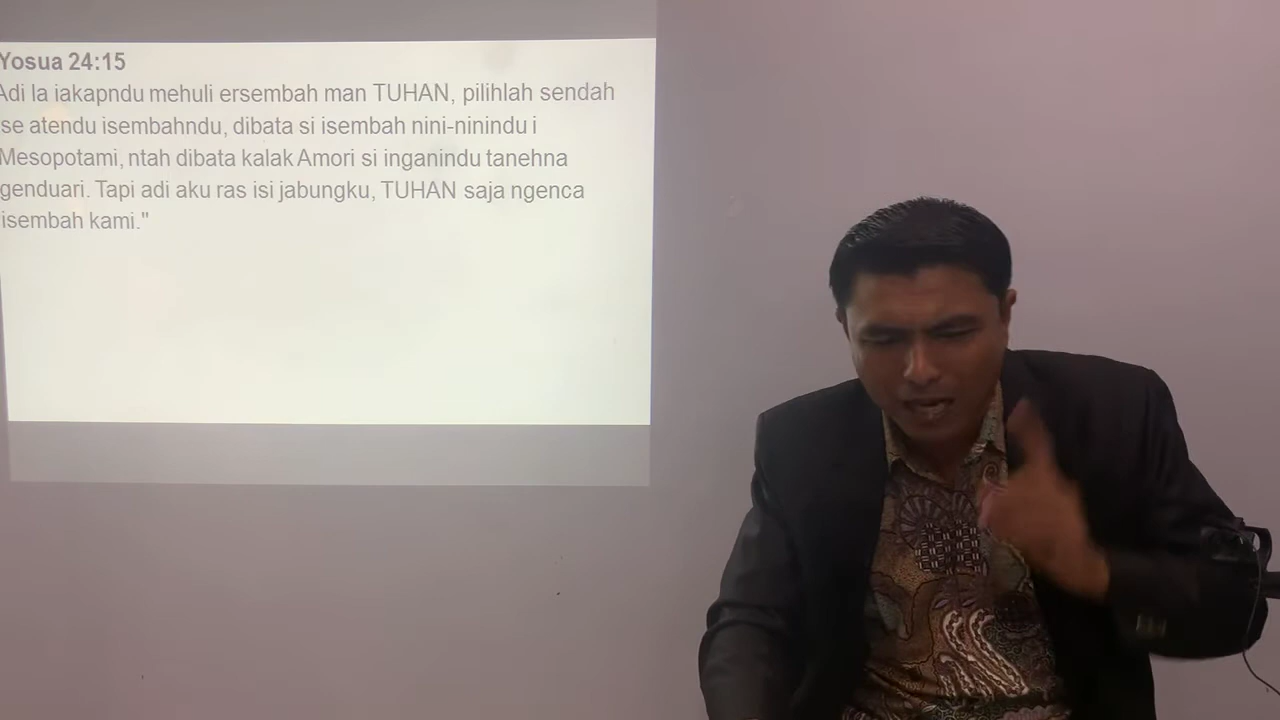 Yosua 24:15
Adi la iakapndu mehuli ersembah man TUHAN, pilihlah sendah
ise atendu isembahndu, dibata si isembah nini-ninindu i
Mesopotami, ntah dibata kalak Amori si inganindu tanehna
genduari. Tapi adi aku ras isi jabungku, TUHAN saja ngenca
isembah kami."